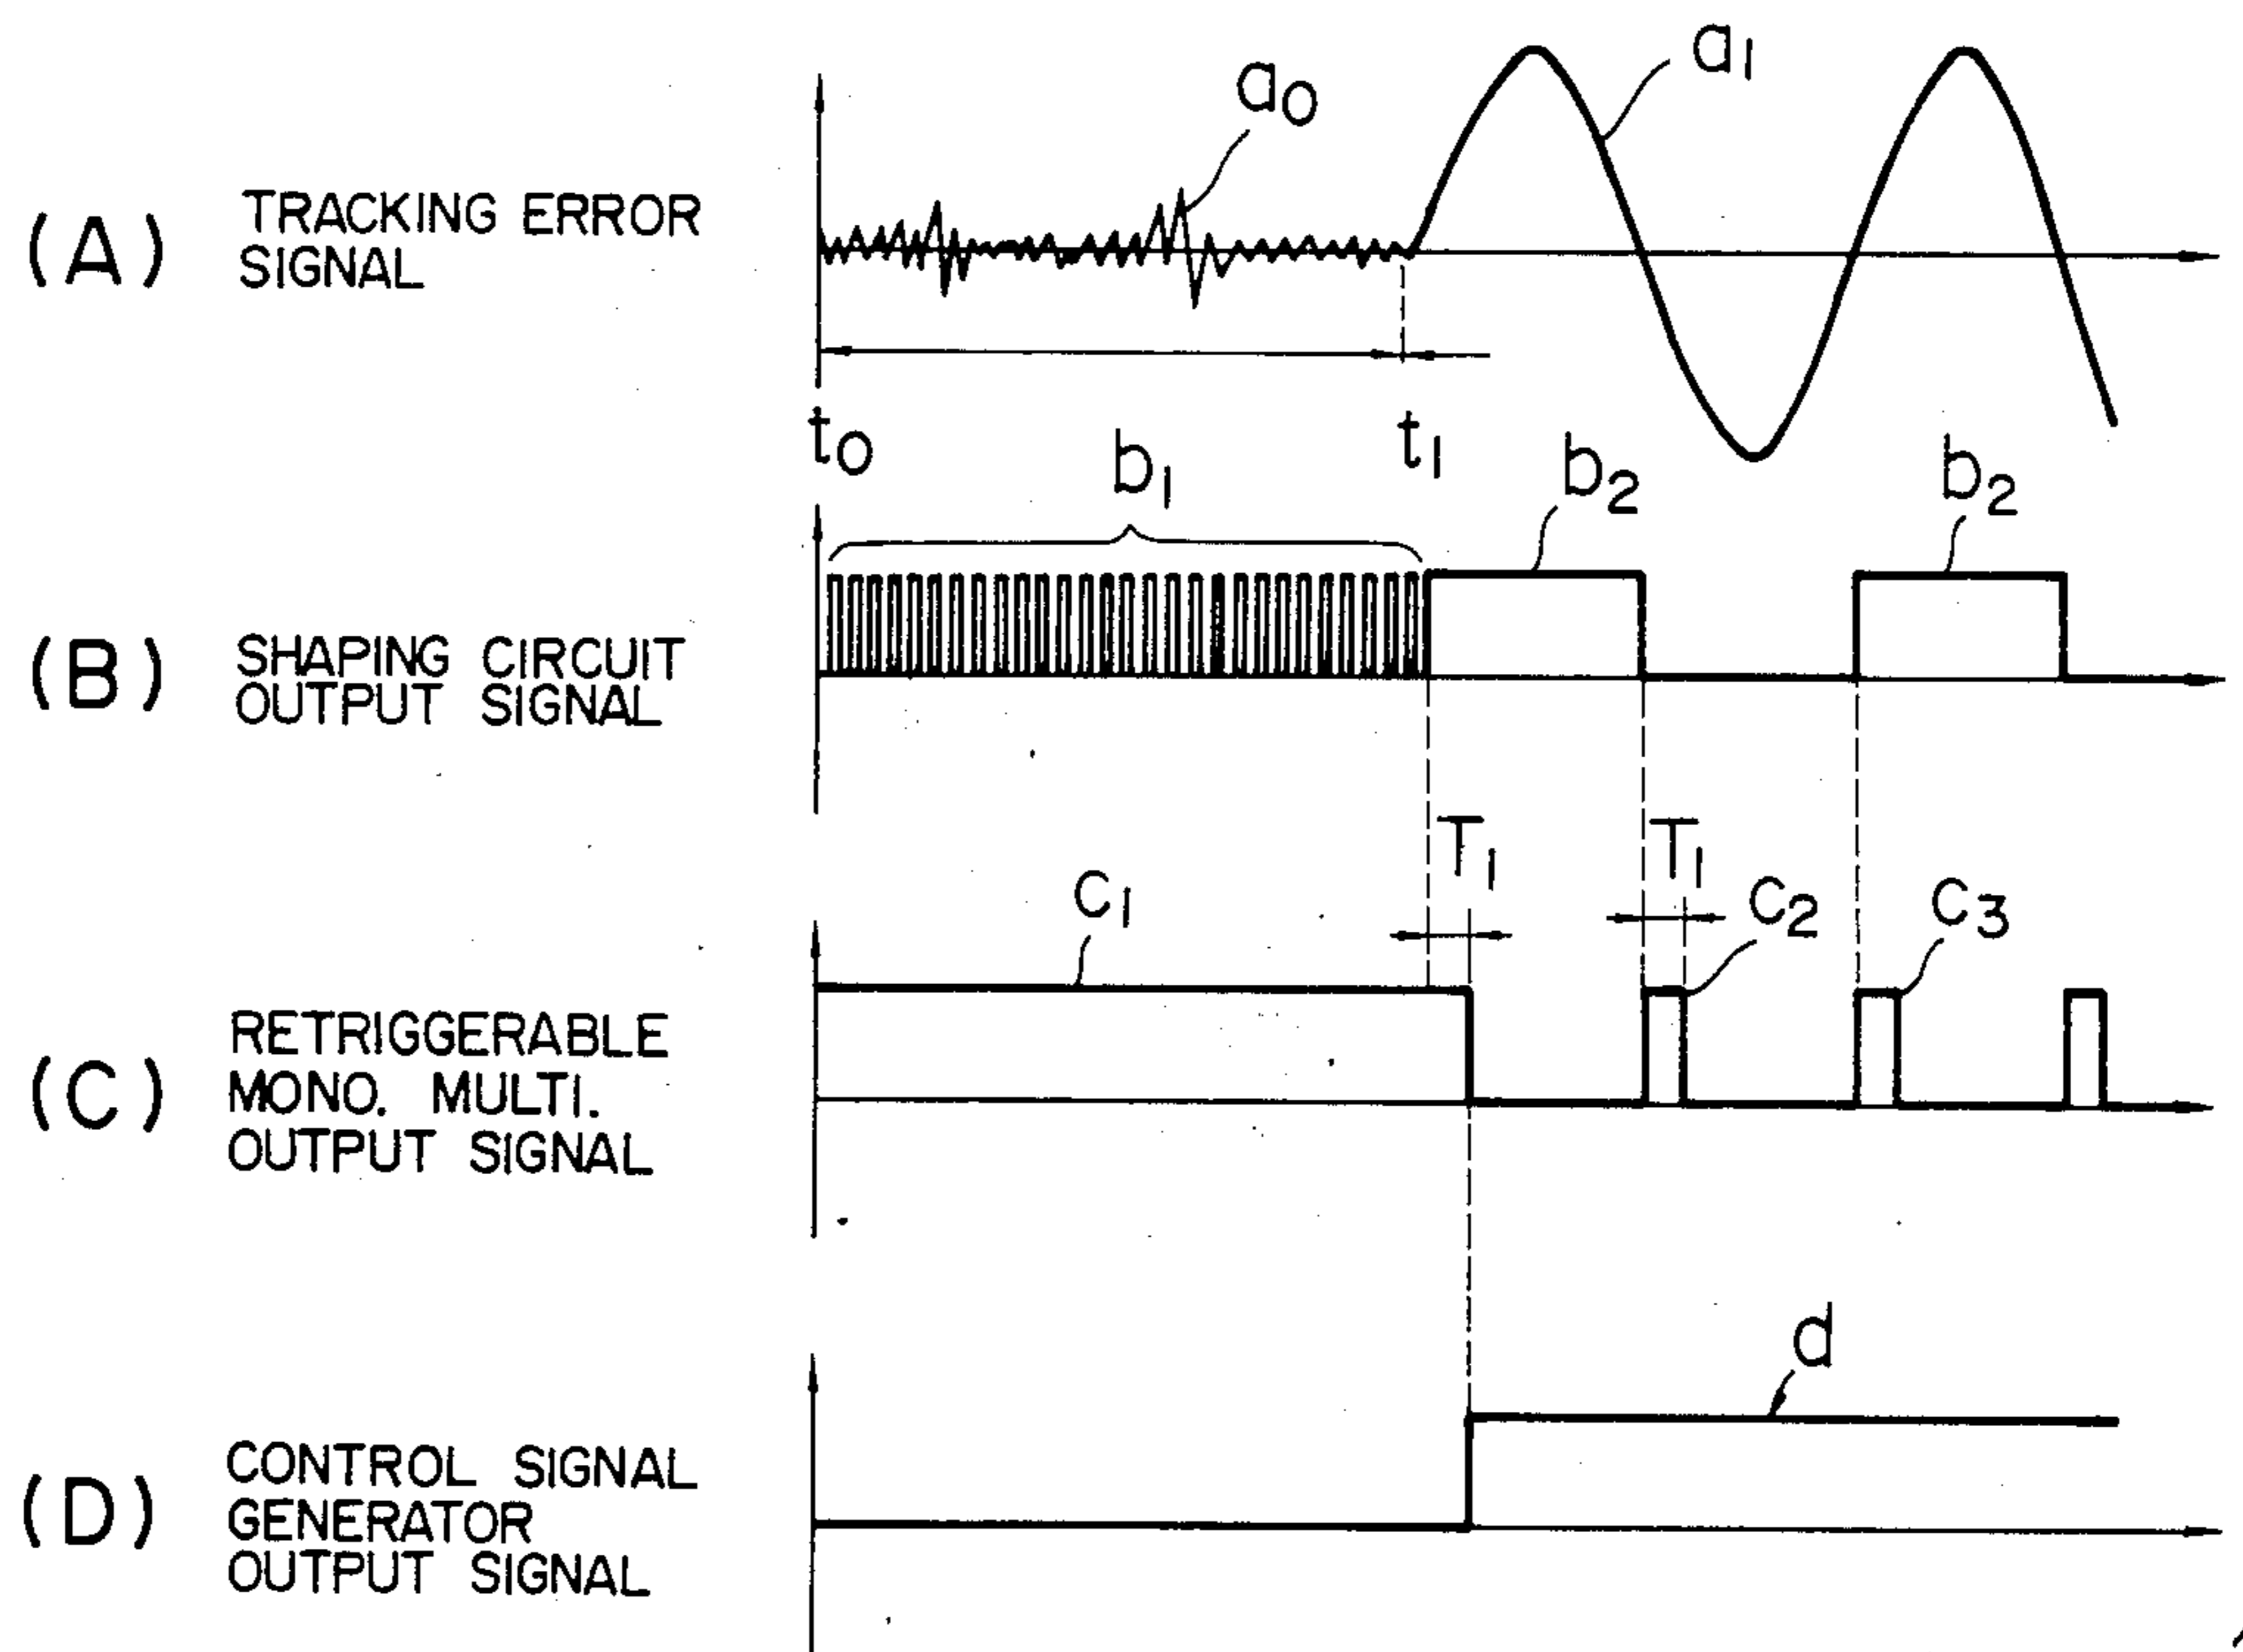 a0
a1
(A) TRACKING ERROR
SIGNAL
t0
t1
b1
b2
b2
(B) SHAPING CIRCUIT
OUTPUT SIGNAL
T1
T1
C1
C2
C3
(C) RETRIGGERABLE
MONO. MULTI.
OUTPUT SIGNAL
d
(D) CONTROL SIGNAL
GENERATOR
OUTPUT SIGNAL